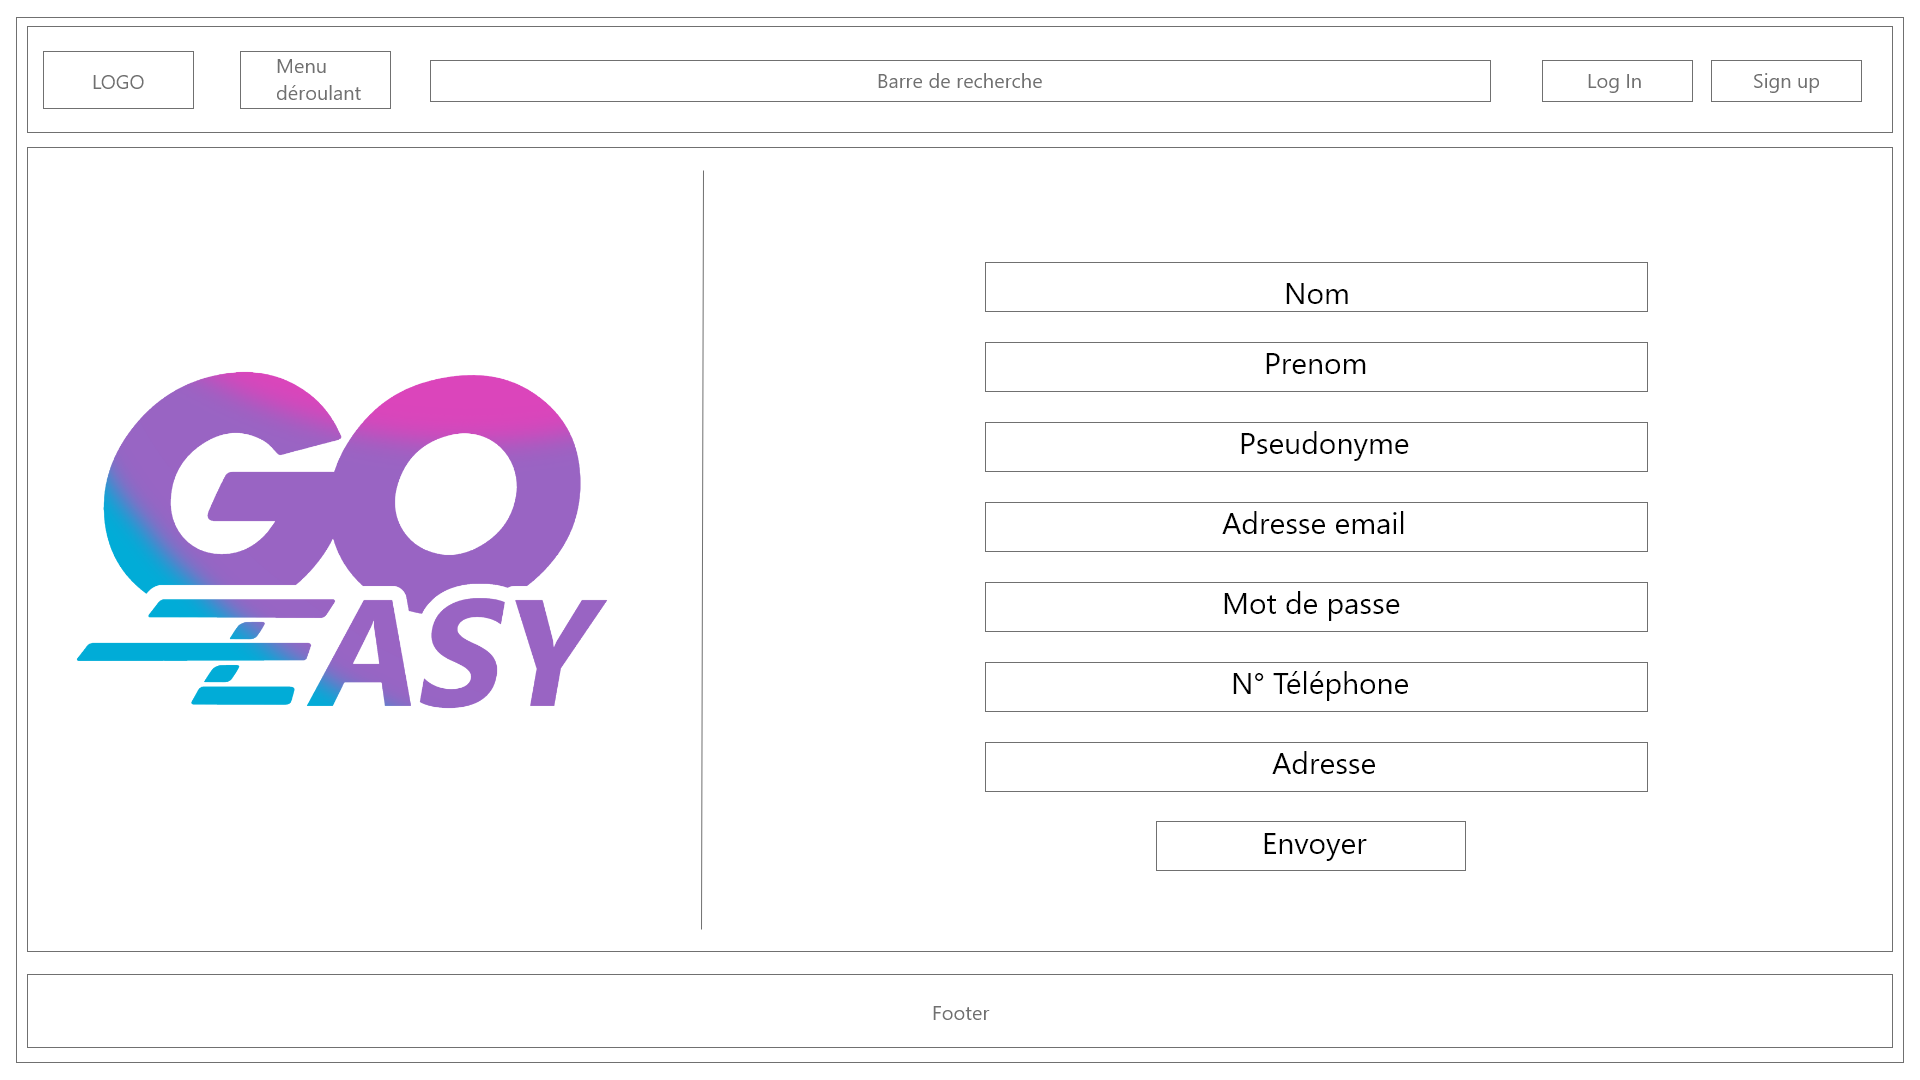 LOGO
Menu
déroulant
Barre de recherche
Log In
Sign up
GO
EASY
Nom
Prenom
Pseudonyme
Adresse email
Mot de passe
N° Téléphone
Adresse
Envoyer
Footer